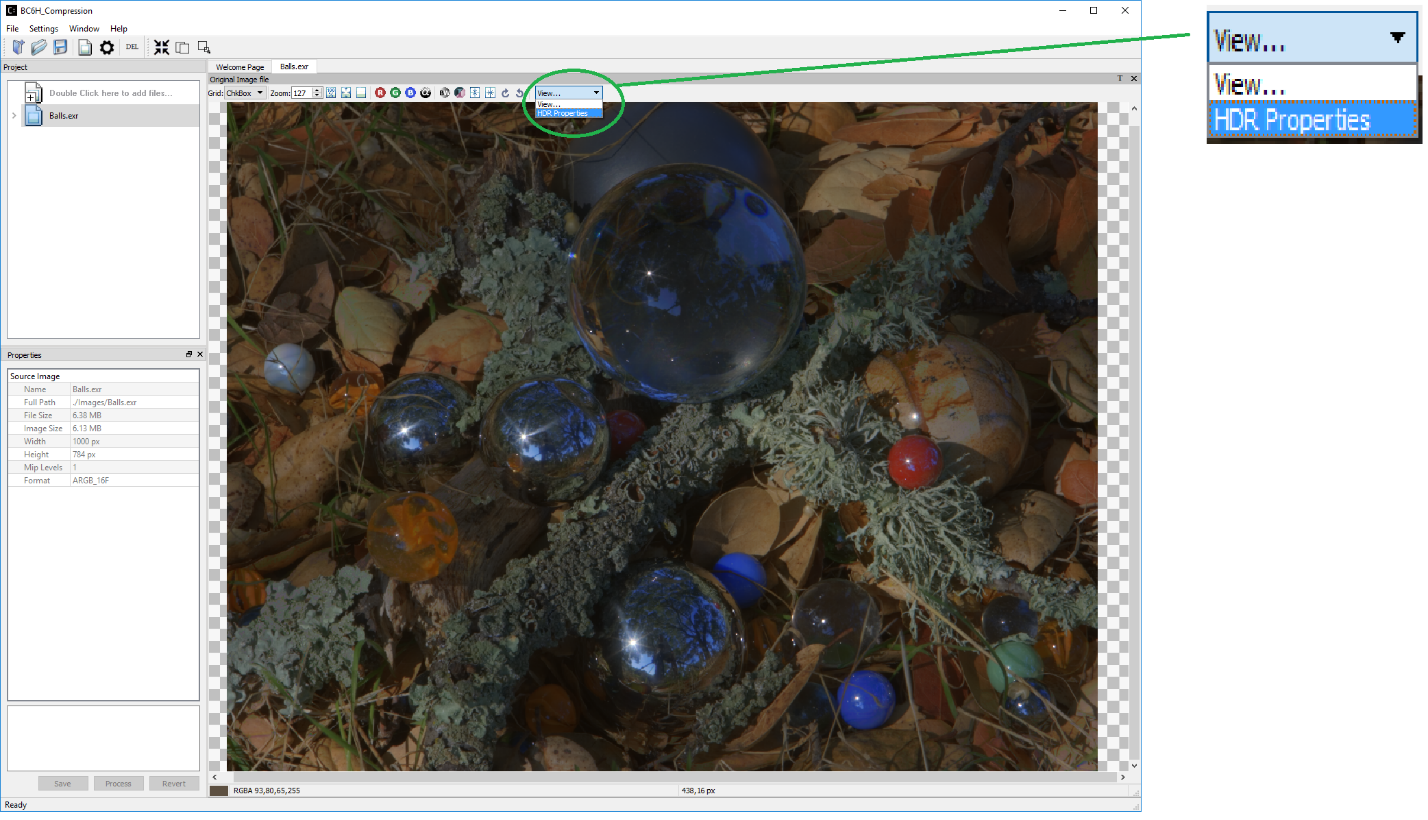 BC6H_Compression
View...
View...
HDR Properties
File Settings Window Help
DEL
Project
Welcome Page Balls.exr
Original Image file
Grid: ChkBox Zoom: 127 View...
View...
HDR Properties
Double Click here to add files...
Balls.exr
Properties
Source Image
Name Balls.exr
Full Path ./Images/Balls.exr
File Size 6.38 MB
Image Size 6.13 MB
Width 1000 px
Height 784 px
Mip Levels 1
Format ARGB_16F
Save Process Revert
RGBA 93,80,65,255 438,16 px
Ready